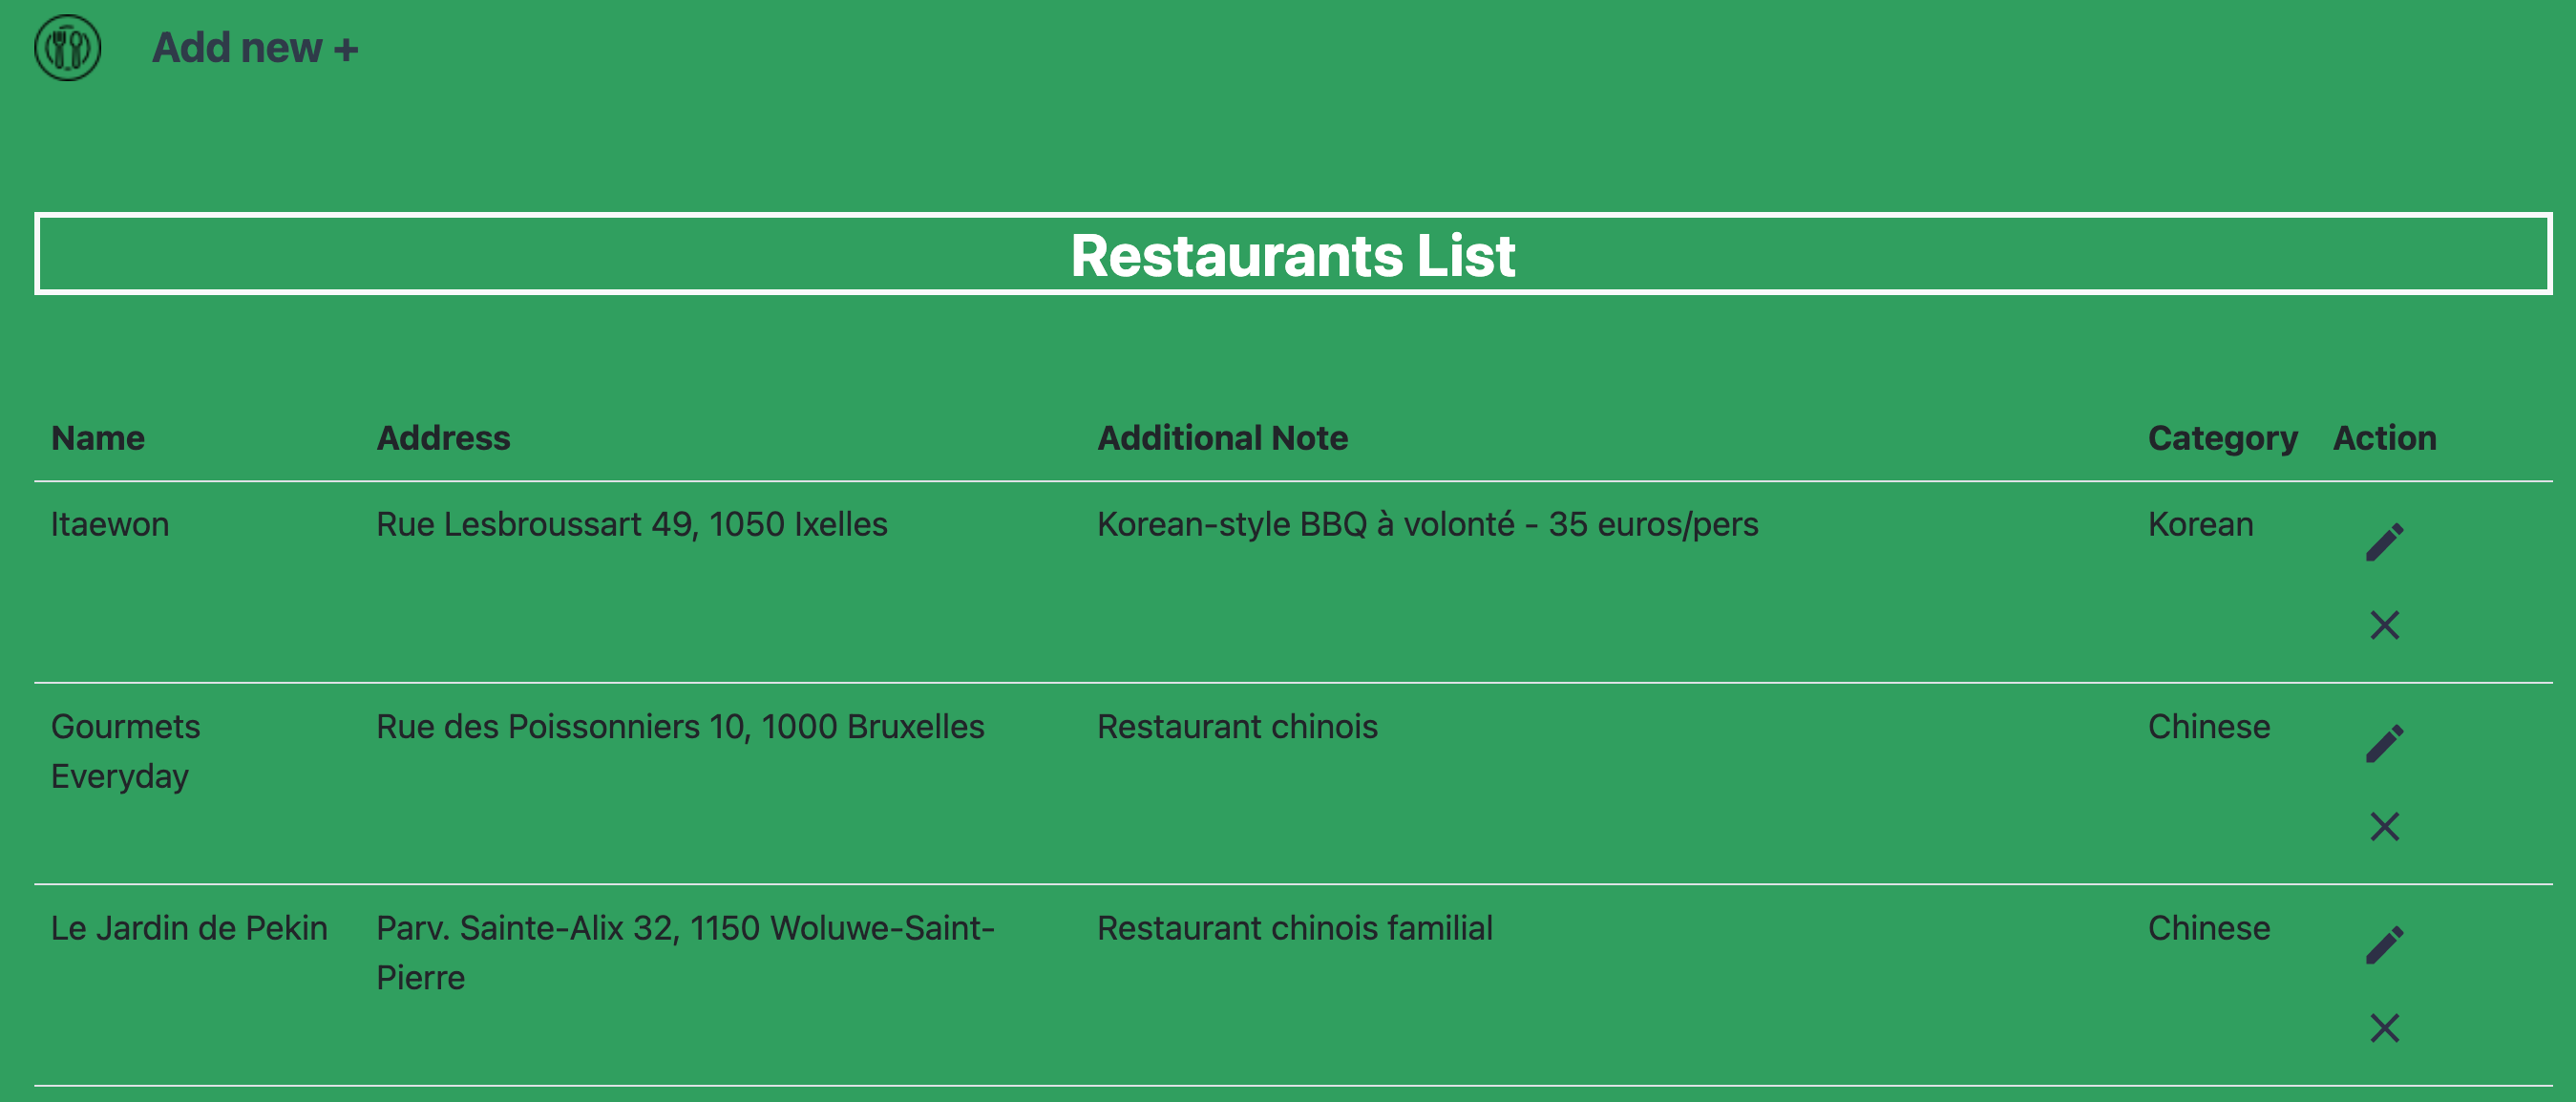 Add new +
Restaurants List
Name Address Additional Note Category Action
Itaewon Rue Lesbroussart 49, 1050 Ixelles Korean-style BBQ à volonté - 35 euros/pers Korean
Gourmets Rue des Poissonniers 10, 1000 Bruxelles Restaurant chinois Chinese
Everyday
Le Jardin de Pekin Parv. Sainte-Alix 32, 1150 Woluwe-Saint- Restaurant chinois familial Chinese
Pierre